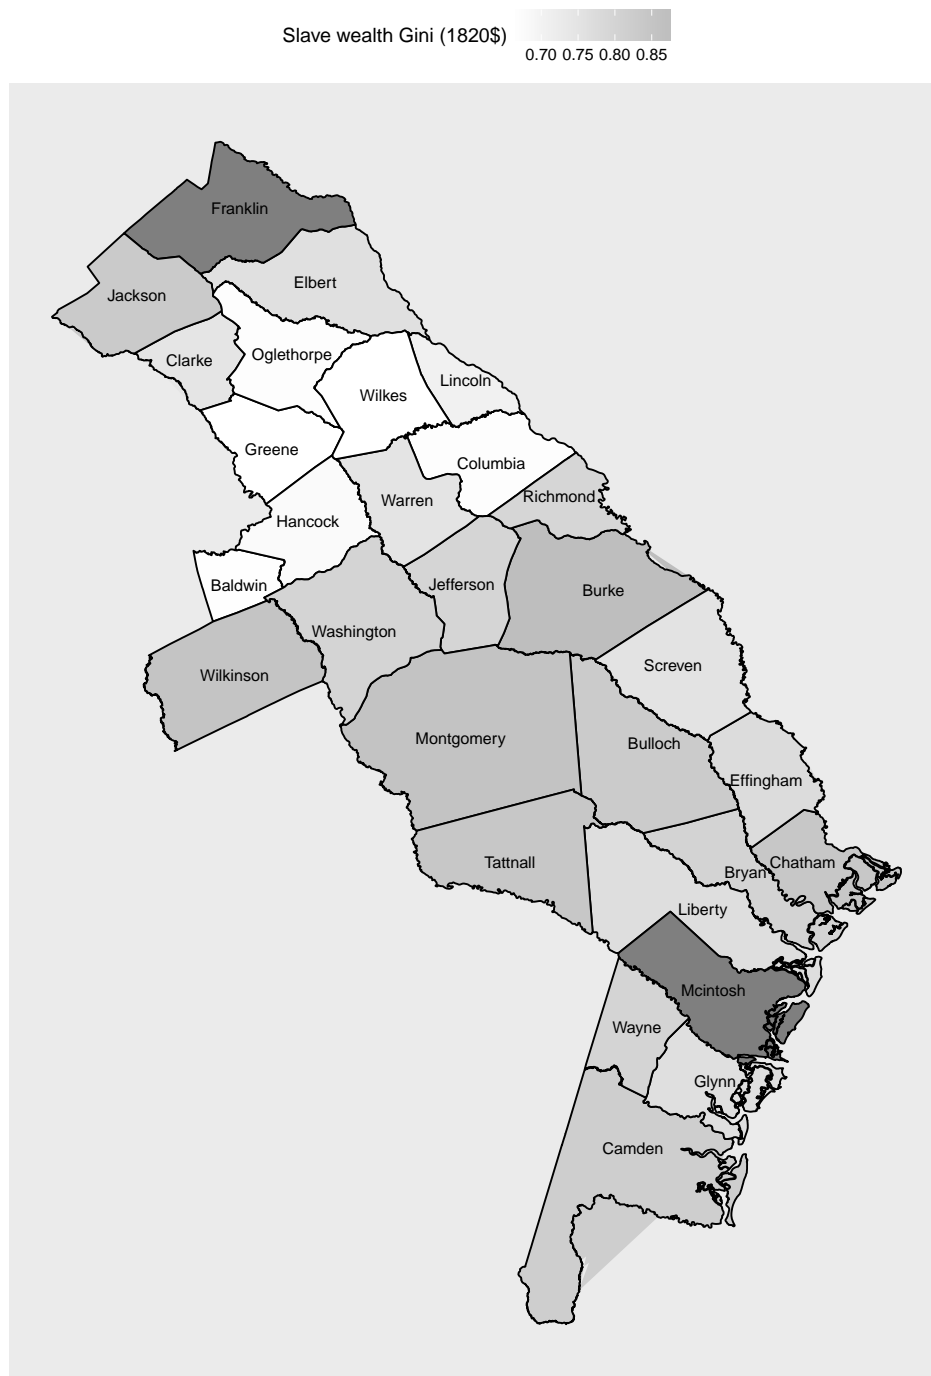 Slave wealth Gini (1820$)
0.70 0.75 0.80 0.85
Franklin
Elbert
Jackson
Oglethorpe
Clarke
Lincoln
Wilkes
Greene
Columbia
Richmond
Warren
Hancock
Jefferson
Baldwin
Burke
Washington
Screven
Wilkinson
Montgomery
Bulloch
Effingham
Tattnall
Chatham
Bryan
Liberty
Mcintosh
Wayne
Glynn
Camden